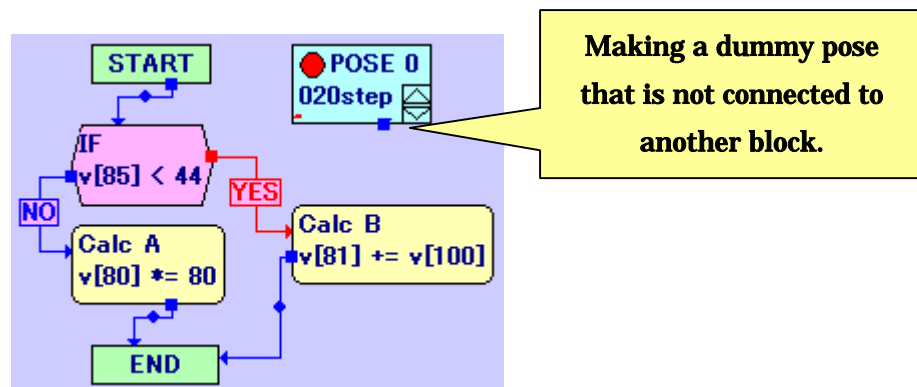 START
POSE 0
020step
Making a dummy pose
that is not connected to
another block.
IF
v[85] < 44
YES
NO
Calc A
v[80] *= 80
Calc B
v[81] += v[100]
END